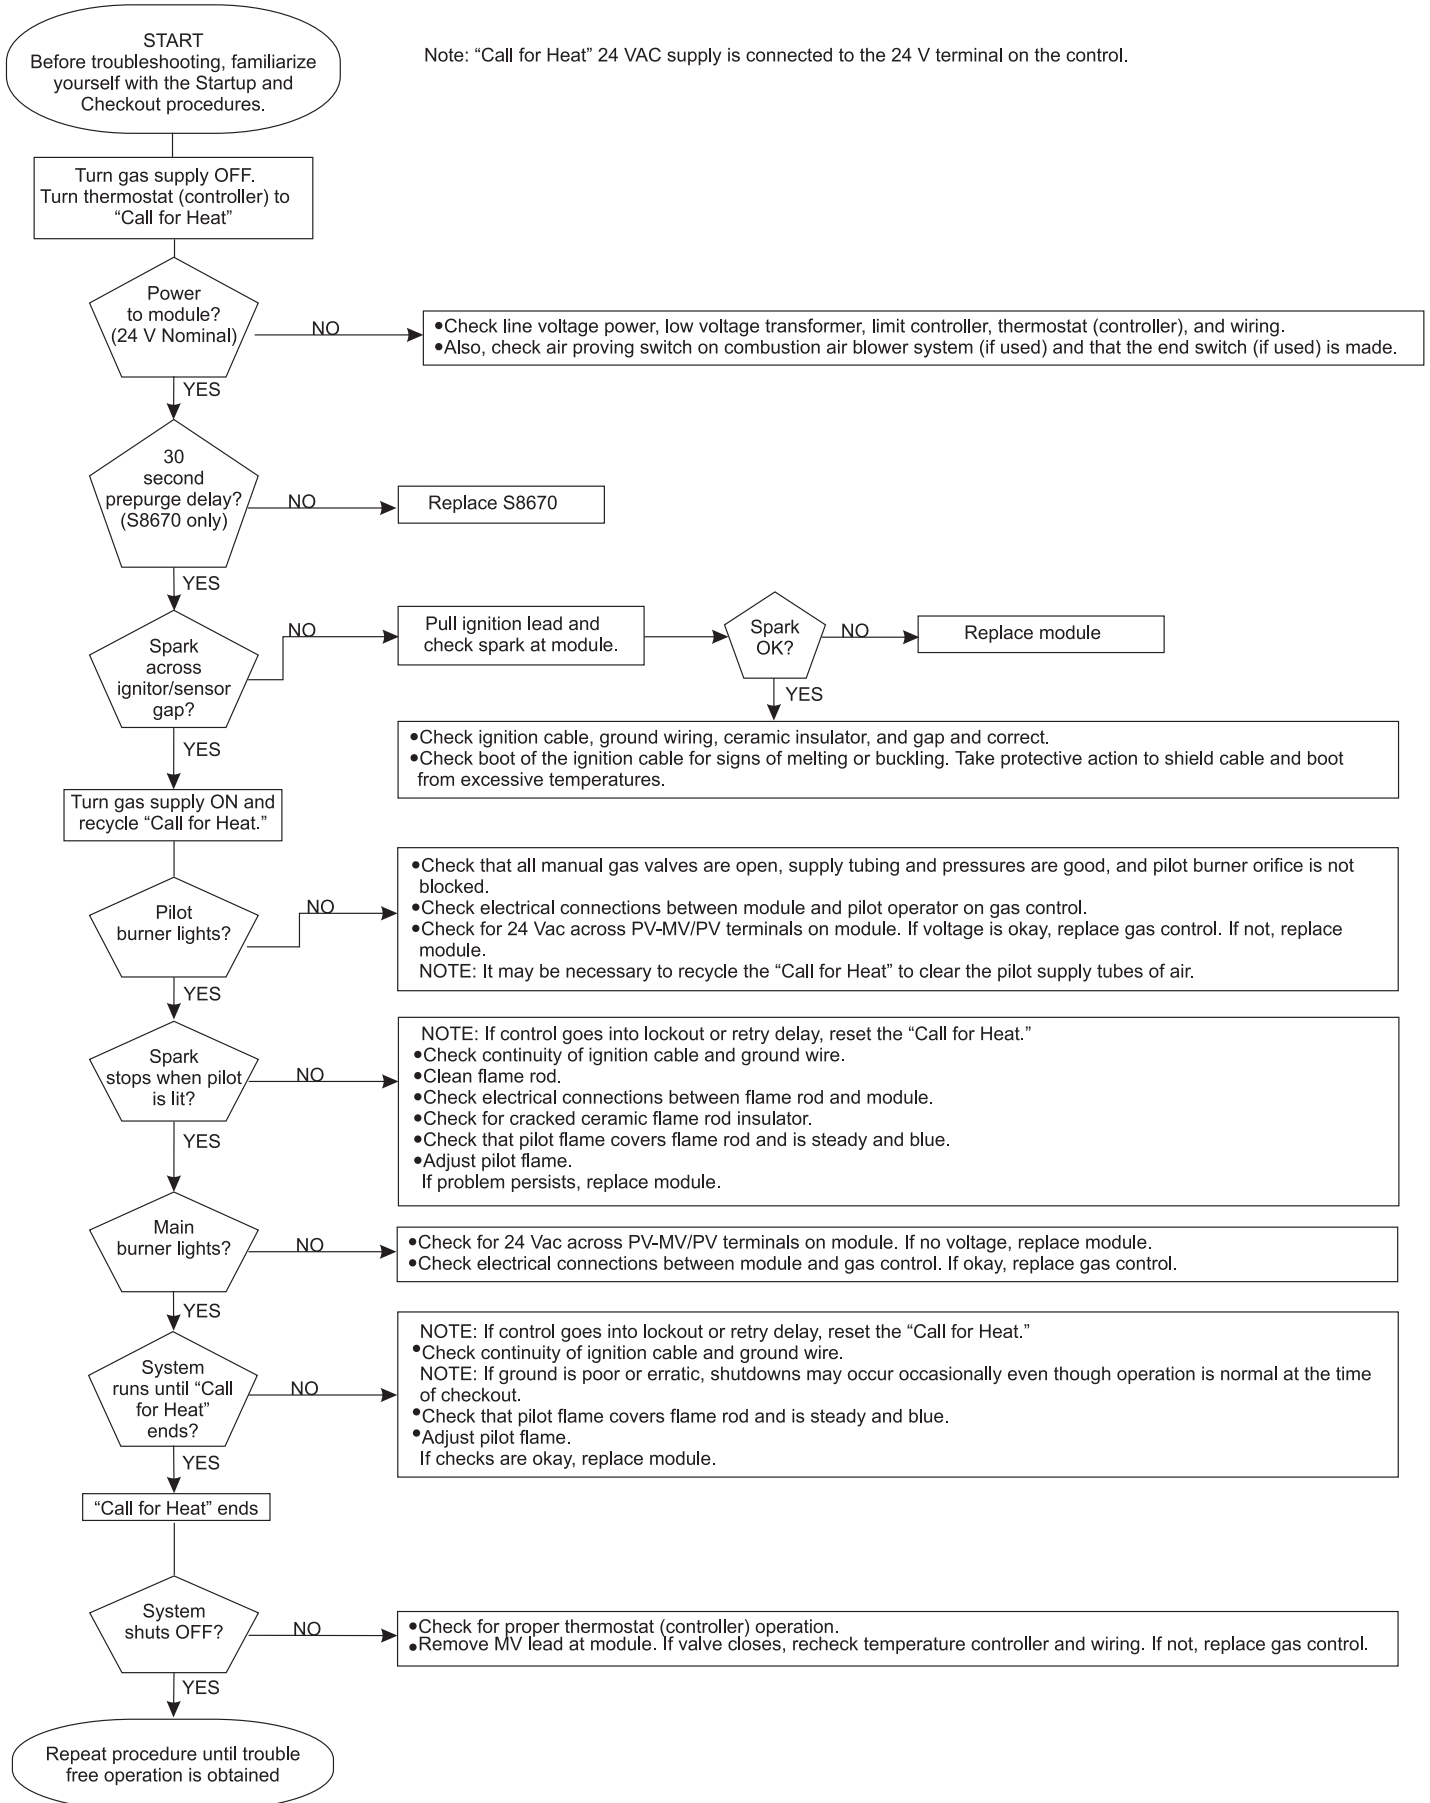 START
Before troubleshooting, familiarize
yourself with the Startup and
Checkout procedures.
Note: “Call for Heat” 24 VAC supply is connected to the 24 V terminal on the control.
Turn gas supply OFF.
Turn thermostat (controller) to
“Call for Heat”
Power
to module?
(24 V Nominal)
NO
•Check line voltage power, low voltage transformer, limit controller, thermostat (controller), and wiring.
•Also, check air proving switch on combustion air blower system (if used) and that the end switch (if used) is made.
YES
30
second
prepurge delay?
(S8670 only)
NO
Replace S8670
YES
Spark
across
ignitor/sensor
gap?
NO
Pull ignition lead and
check spark at module.
Spark
OK?
NO
Replace module
YES
•Check ignition cable, ground wiring, ceramic insulator, and gap and correct.
•Check boot of the ignition cable for signs of melting or buckling. Take protective action to shield cable and boot
from excessive temperatures.
YES
Turn gas supply ON and
recycle “Call for Heat.”
Pilot
burner lights?
NO
•Check that all manual gas valves are open, supply tubing and pressures are good, and pilot burner orifice is not
blocked.
•Check electrical connections between module and pilot operator on gas control.
•Check for 24 Vac across PV-MV/PV terminals on module. If voltage is okay, replace gas control. If not, replace
module.
NOTE: It may be necessary to recycle the “Call for Heat” to clear the pilot supply tubes of air.
YES
Spark
stops when pilot
is lit?
NO
NOTE: If control goes into lockout or retry delay, reset the “Call for Heat.”
•Check continuity of ignition cable and ground wire.
•Clean flame rod.
•Check electrical connections between flame rod and module.
•Check for cracked ceramic flame rod insulator.
•Check that pilot flame covers flame rod and is steady and blue.
•Adjust pilot flame.
If problem persists, replace module.
YES
Main
burner lights?
NO
•Check for 24 Vac across PV-MV/PV terminals on module. If no voltage, replace module.
•Check electrical connections between module and gas control. If okay, replace gas control.
YES
System
runs until “Call
for Heat”
ends?
NO
NOTE: If control goes into lockout or retry delay, reset the “Call for Heat.”
•Check continuity of ignition cable and ground wire.
NOTE: If ground is poor or erratic, shutdowns may occur occasionally even though operation is normal at the time
of checkout.
•Check that pilot flame covers flame rod and is steady and blue.
•Adjust pilot flame.
If checks are okay, replace module.
YES
“Call for Heat” ends
System
shuts OFF?
NO
•Check for proper thermostat (controller) operation.
•Remove MV lead at module. If valve closes, recheck temperature controller and wiring. If not, replace gas control.
YES
Repeat procedure until trouble
free operation is obtained